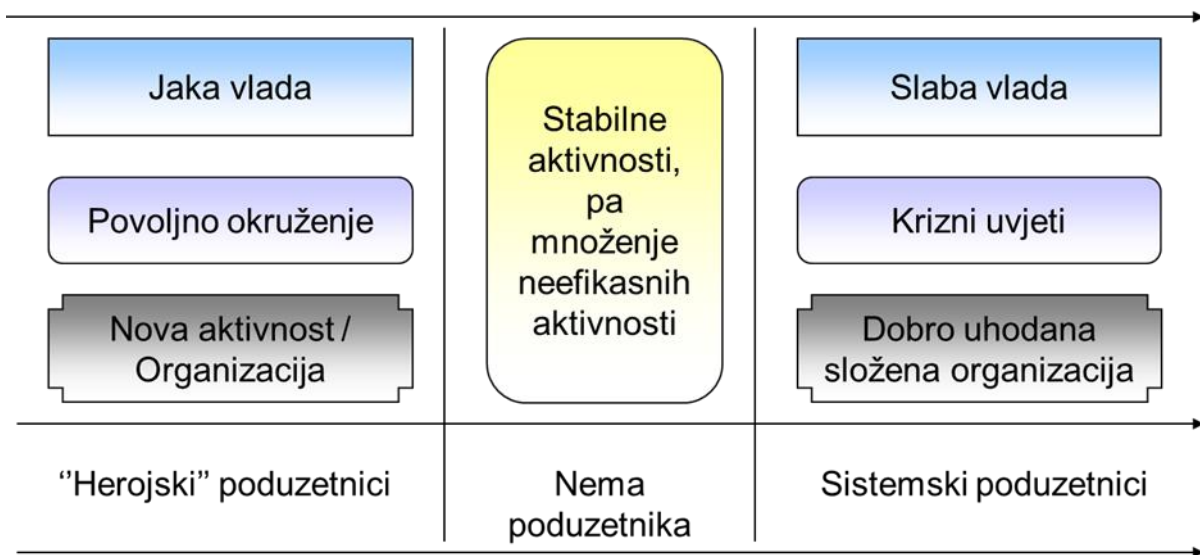 Jaka vlada
Povoljno okruženje
Nova aktivnost /
Organizacija
Stabilne
aktivnosti,
pa
množenje
neefikasnih
aktivnosti
Slaba vlada
Krizni uvjeti
Dobro uhodana
složena organizacija
‘’Herojski’’ poduzetnici
Nema
poduzetnika
Sistemski poduzetnici